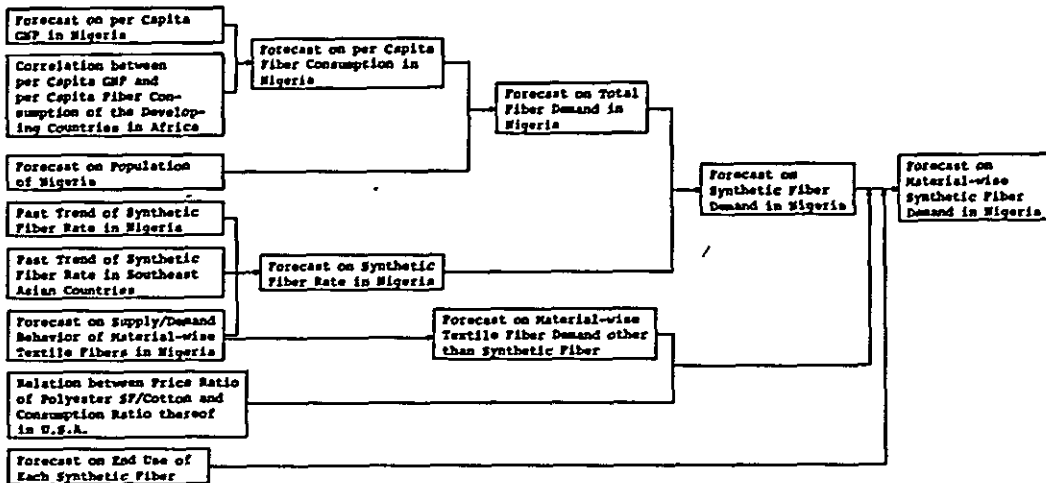 Forecast on per Capita
GNP in Nigeria
Correlation between
per Capita GNP and
per Capita Fiber Con-
sumption of the Develop-
ing Countries in Africa
Forecast on per Capita
Fiber Consumption in
Nigeria
Forecast on Population
of Nigeria
Forecast on Total
Fiber Demand in
Nigeria
Past Trend of Synthetic
Fiber Rate in Nigeria
Past Trend of Synthetic
Fiber Rate in Southeast
Asian Countries
Forecast on Supply/Demand
Behavior of Material-wise
Textile Fibers in Nigeria
Forecast on Synthetic
Fiber Rate in Nigeria
Forecast on Synthetic Fiber
Demand in Nigeria
Forecast on Material-wise
Textile Fiber Demand other
than Synthetic Fiber
Relation between Price Ratio
of Polyester SF/Cotton and
Consumption Ratio thereof
in U.S.A.
Forecast on End Use of
Each Synthetic Fiber
Forecast on
Material-wise
Synthetic Fiber
Demand in Nigeria